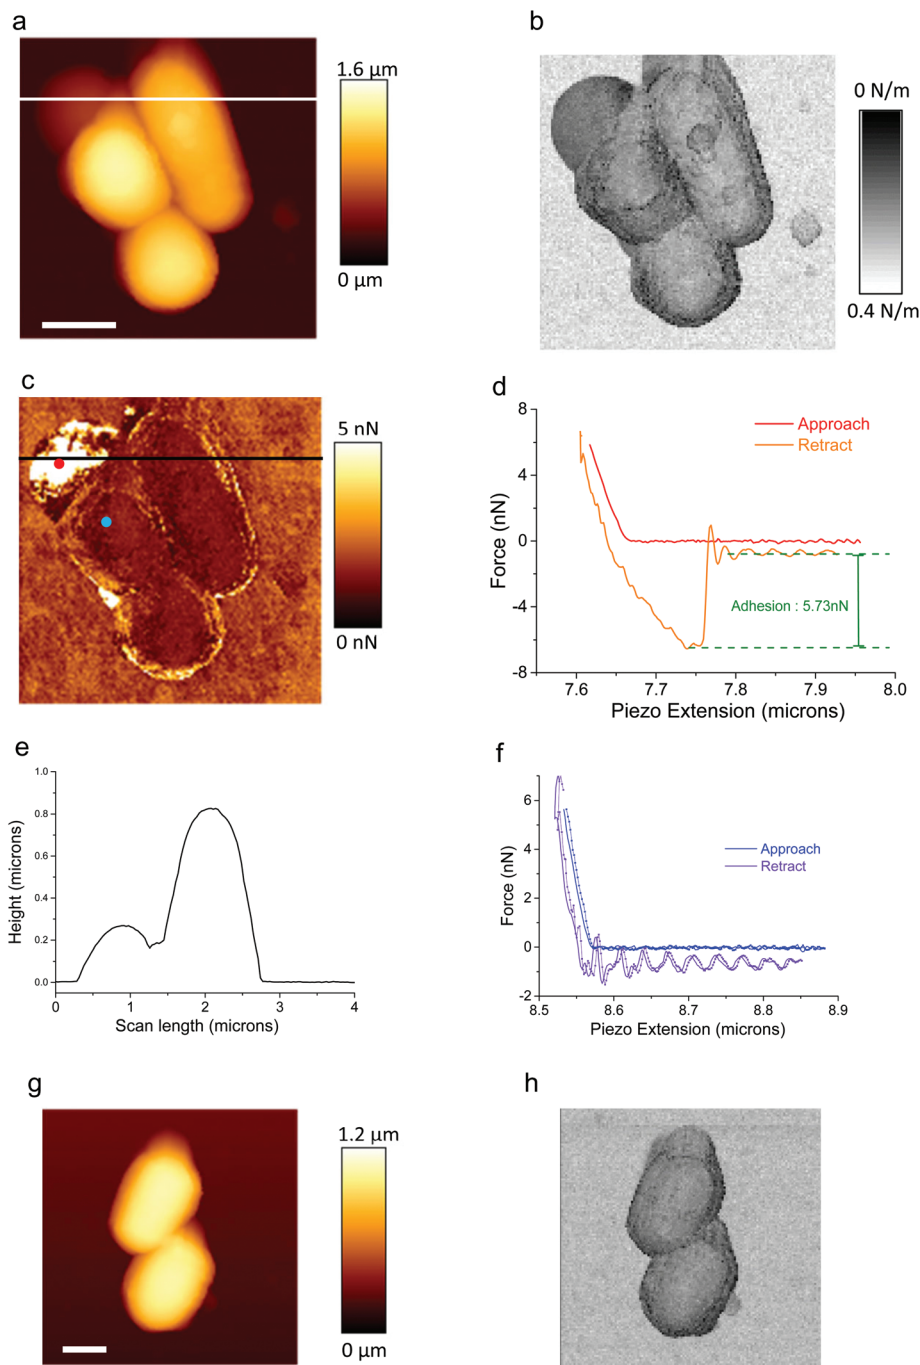 a
1.6 µm
0 µm
b
0 N/m
0.4 N/m
c
5 nN
0 nN
d
8
4
0
-4
-8
Force (nN)
Approach
Retract
Adhesion : 5.73nN
7.6 7.7 7.8 7.9 8.0
Piezo Extension (microns)
e
1.0
0.8
0.6
0.4
0.2
0.0
Height (microns)
0 1 2 3 4
Scan length (microns)
f
6
4
2
0
-2
Force (nN)
Approach
Retract
8.5 8.6 8.7 8.8 8.9
Piezo Extension (microns)
g
1.2 µm
0 µm
h